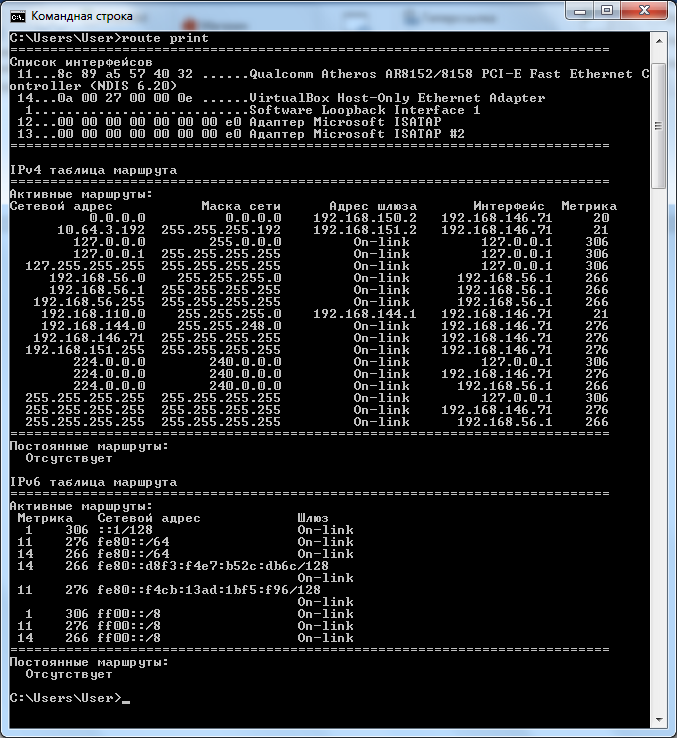 Командная строка
C:\Users\User>route print
===========================================================================
Список интерфейсов
 11...8c 89 a5 57 40 32 ......Qualcomm Atheros AR8152/8158 PCI-E Fast Ethernet C
ontroller (NDIS 6.20)
 14...0a 00 27 00 00 0e ......VirtualBox Host-Only Ethernet Adapter
  1...........................Software Loopback Interface 1
 12...00 00 00 00 00 00 00 e0 Адаптер Microsoft ISATAP
 13...00 00 00 00 00 00 00 e0 Адаптер Microsoft ISATAP #2
===========================================================================
IPv4 таблица маршрута
===========================================================================
Активные маршруты:
Сетевой адрес           Маска сети      Адрес шлюза       Интерфейс  Метрика
          0.0.0.0          0.0.0.0    192.168.150.2   192.168.146.71     20
      10.64.3.192  255.255.255.192    192.168.151.2   192.168.146.71     21
        127.0.0.0        255.0.0.0         On-link         127.0.0.1    306
        127.0.0.1  255.255.255.255         On-link         127.0.0.1    306
  127.255.255.255  255.255.255.255         On-link         127.0.0.1    306
     192.168.56.0    255.255.255.0         On-link      192.168.56.1    266
     192.168.56.1  255.255.255.255         On-link      192.168.56.1    266
   192.168.56.255  255.255.255.255         On-link      192.168.56.1    266
    192.168.110.0    255.255.255.0    192.168.144.1   192.168.146.71     21
    192.168.144.0    255.255.248.0         On-link    192.168.146.71    276
   192.168.146.71  255.255.255.255         On-link    192.168.146.71    276
  192.168.151.255  255.255.255.255         On-link    192.168.146.71    276
        224.0.0.0        240.0.0.0         On-link         127.0.0.1    306
        224.0.0.0        240.0.0.0         On-link    192.168.146.71    276
        224.0.0.0        240.0.0.0         On-link      192.168.56.1    266
  255.255.255.255  255.255.255.255         On-link         127.0.0.1    306
  255.255.255.255  255.255.255.255         On-link    192.168.146.71    276
  255.255.255.255  255.255.255.255         On-link      192.168.56.1    266
===========================================================================
Постоянные маршруты:
  Отсутствует
IPv6 таблица маршрута
===========================================================================
Активные маршруты:
 Метрика   Сетевой адрес            Шлюз
  1    306 ::1/128                  On-link
 11    276 fe80::/64                On-link
 14    266 fe80::/64                On-link
 14    266 fe80::d8f3:f4e7:b52c:db6c/128
                                    On-link
 11    276 fe80::f4cb:13ad:1bf5:f96/128
                                    On-link
  1    306 ff00::/8                 On-link
 11    276 ff00::/8                 On-link
 14    266 ff00::/8                 On-link
===========================================================================
Постоянные маршруты:
  Отсутствует
C:\Users\User>_